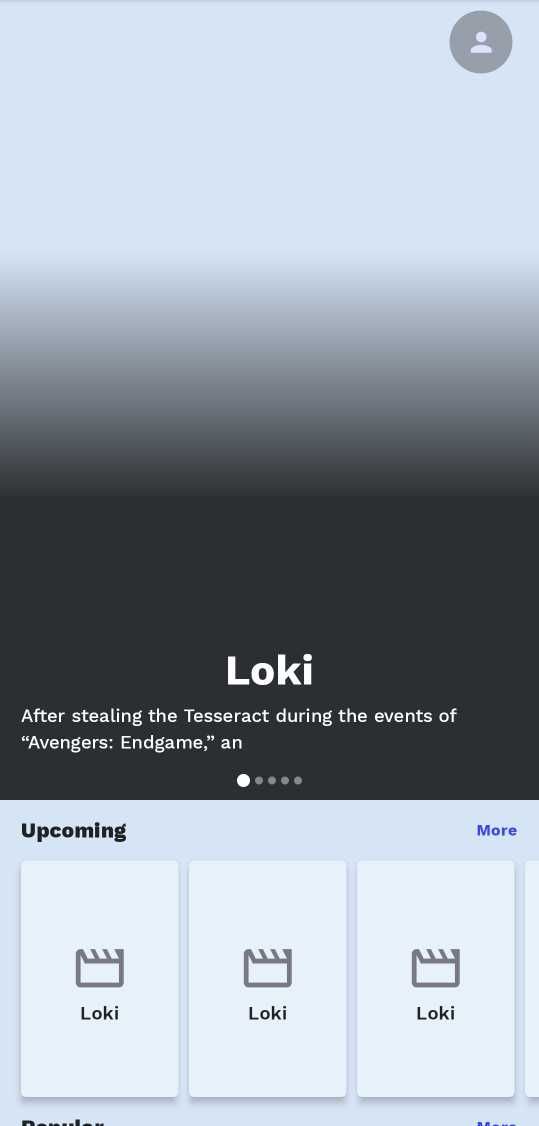 Loki
After stealing the Tesseract during the events of
“Avengers: Endgame,” an
Upcoming
More
Loki
Loki
Loki
Popular
More